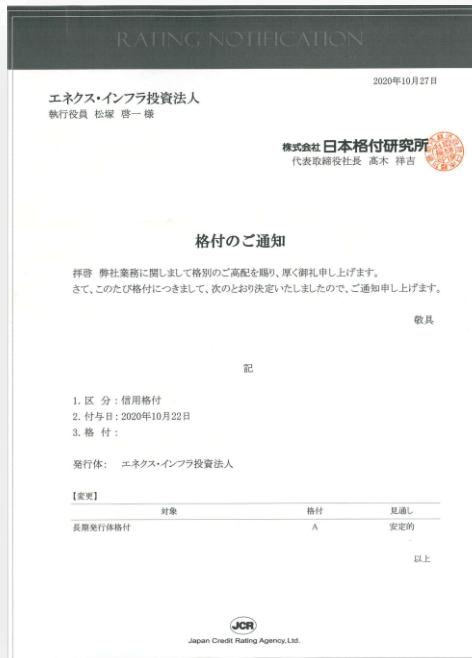 RATING NOTIFICATION
2020年10月27日
エネクス・インフラ投資法人
執行役員 松塚 啓一 様
株式会社 日本格付研究所
代表取締役社長 髙木 祥吉
格付のご通知
拝啓 弊社業務に関しまして格別のご高配を賜り、厚く御礼申し上げます。
さて、このたび格付につきまして、次のとおり決定いたしましたので、ご通知申し上げます。
敬具
記
1. 区 分 : 信用格付
2. 付与日 : 2020年10月22日
3. 格 付 :
発行体: エネクス・インフラ投資法人
【変更】
対象 格付 見通し
長期発行体格付 A 安定的
以上
JCR
Japan Credit Rating Agency,Ltd.